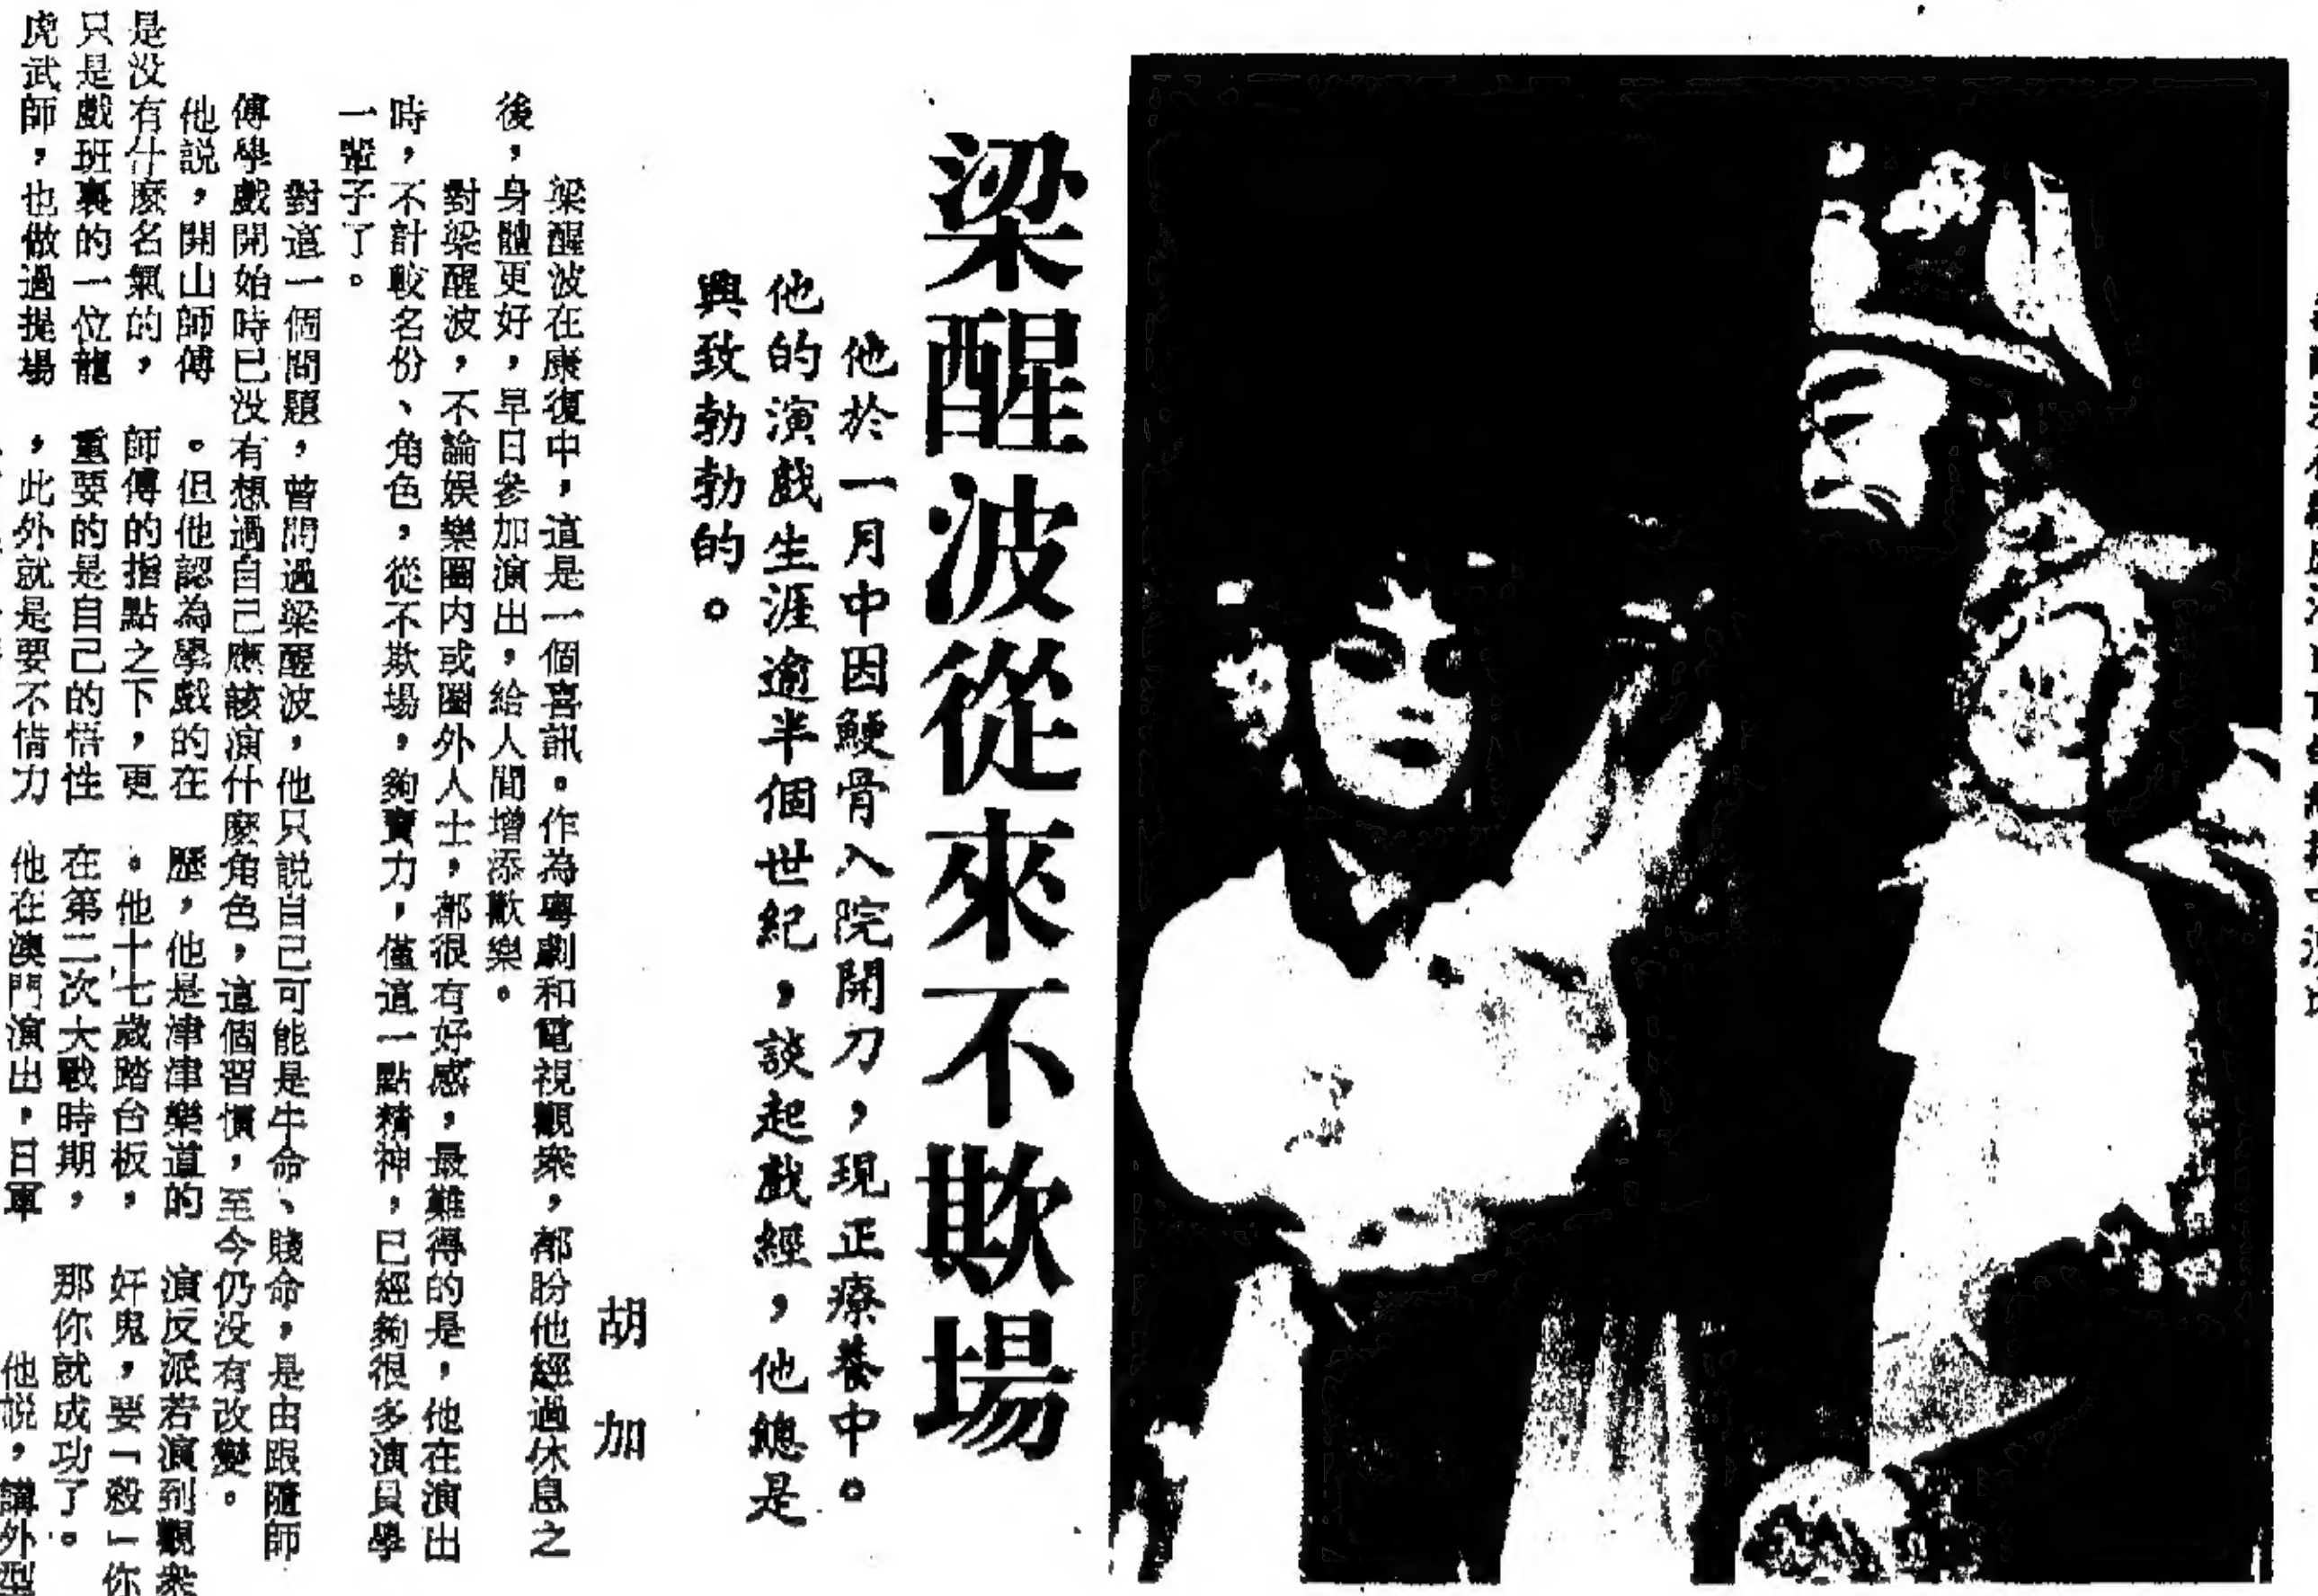 梁醒波從來不欺場
他於一月中因鯁骨入院開刀，現正療養中。
他的演戲生涯逾半個世紀，談起戲經，他總是
興致勃勃的。
胡加
梁醒波在康復中，這是一個喜訊。作為粵劇和電視觀眾，都盼他經過休息之
後，身體更好，早日參加演出，給人間增添歡樂。
對梁醒波，不論娛樂圈内或圈外人士，都很有好感，最難得的是，他在演出
時，不計較名份、角色，從不欺場，夠賣力，僅這一點精神，已經夠很多演員學
一輩子了。
對這一個問題，曾問過梁醒波，他只説自己可能是牛命、賤命，是由跟隨師
傅學戲開始時已没有想過自己應該演什麼角色，這個習慣，至今仍没有改變。
他説，開山師傅
是没有什麼名氣的，
只是戲班裏的一位龍
虎武師，也做過提場
。但他認為學戲的在
師傅的指點之下，更
重要的是自己的悟性
，此外就是要不惜力
歷，他是津津樂道的
。他十七歲踏台板，
在第二次大戰時期，
他在澳門演出，日軍
演反派若演到觀眾
好鬼，要「殺」你
那你就成功了。
他説，講外型